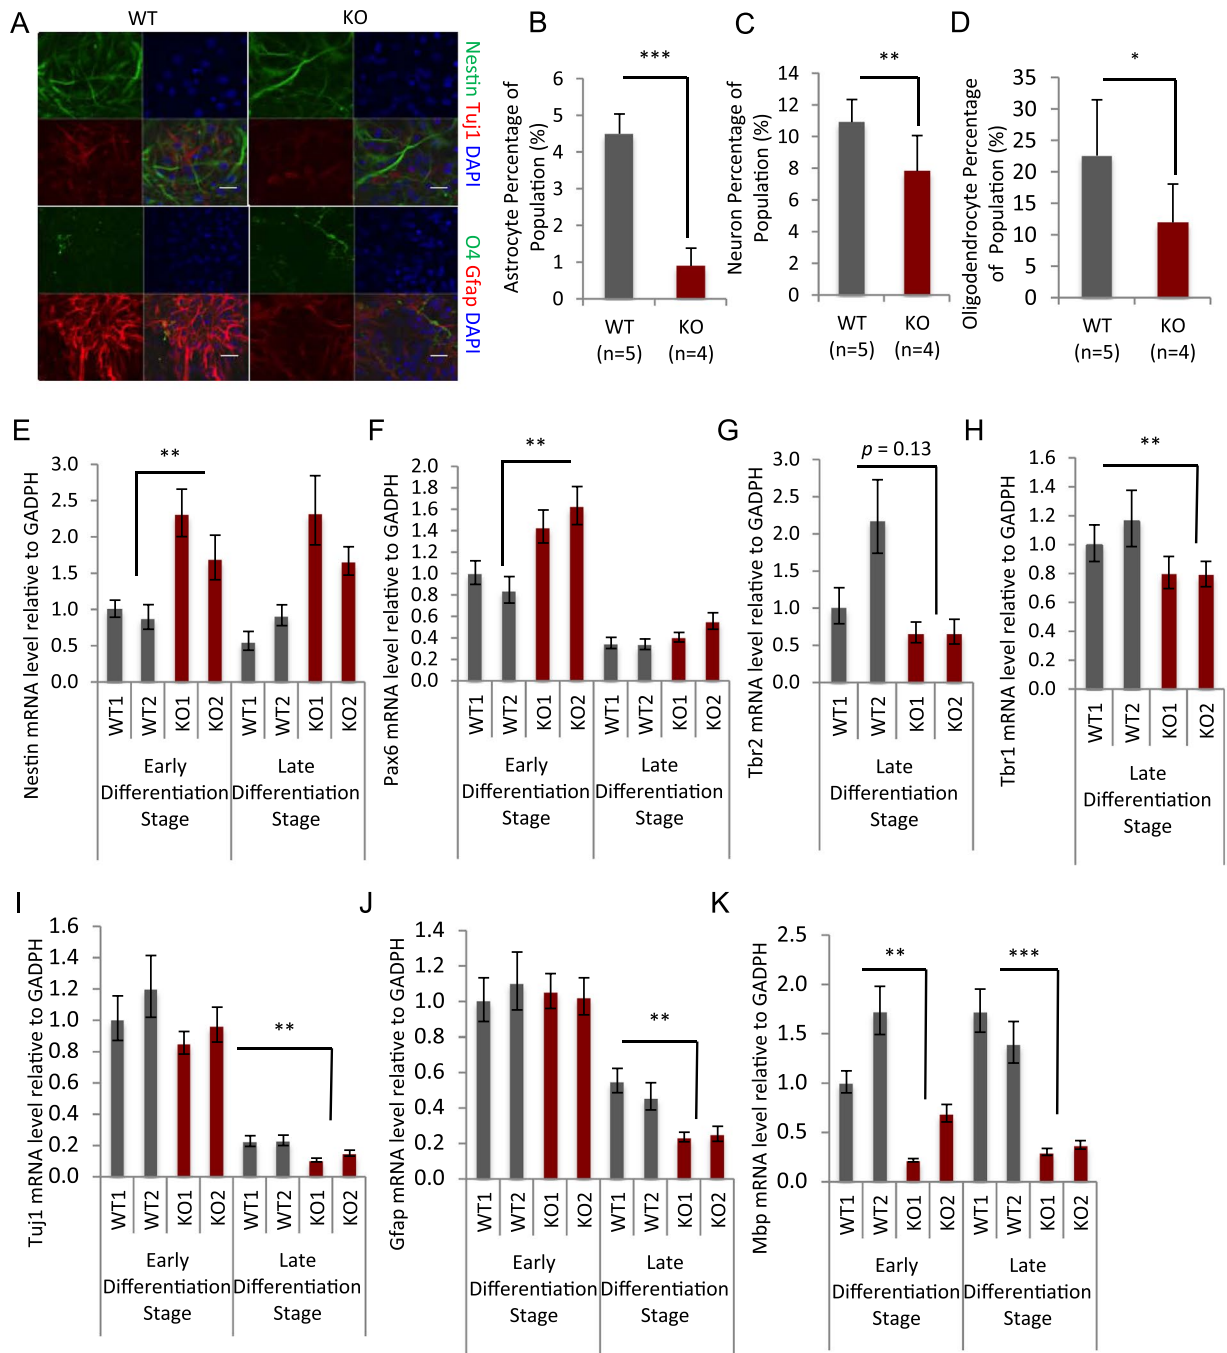 A
WT
KO
Nestin Tuj1 DAPI
O4 Gfap DAPI
B
***
Astrocyte Percentage of
Population (%)
6
5
4
3
2
1
0
WT
KO
(n=5)
(n=4)
C
**
Neuron Percentage of
Population (%)
14
12
10
8
6
4
2
0
WT
KO
(n=5)
(n=4)
D
*
Oligodendrocyte Percentage
of Population (%)
35
30
25
20
15
10
5
0
WT
KO
(n=5)
(n=4)
E
**
Nestin mRNA level relative to GADPH
3.0
2.5
2.0
1.5
1.0
0.5
0.0
WT1
WT2
KO1
KO2
WT1
WT2
KO1
KO2
Early
Differentiation
Stage
Late
Differentiation
Stage
F
**
Pax6 mRNA level relative to GADPH
2.0
1.8
1.6
1.4
1.2
1.0
0.8
0.6
0.4
0.2
0.0
WT1
WT2
KO1
KO2
WT1
WT2
KO1
KO2
Early
Differentiation
Stage
Late
Differentiation
Stage
G
p = 0.13
Tbr2 mRNA level relative to GADPH
3.0
2.5
2.0
1.5
1.0
0.5
0.0
WT1
WT2
KO1
KO2
Late
Differentiation
Stage
H
**
Tbr1 mRNA level relative to GADPH
1.6
1.4
1.2
1.0
0.8
0.6
0.4
0.2
0.0
WT1
WT2
KO1
KO2
Late
Differentiation
Stage
I
**
Tuj1 mRNA level relative to GADPH
1.6
1.4
1.2
1.0
0.8
0.6
0.4
0.2
0.0
WT1
WT2
KO1
KO2
WT1
WT2
KO1
KO2
Early
Differentiation
Stage
Late
Differentiation
Stage
J
**
Gfap mRNA level relative to GADPH
1.4
1.2
1.0
0.8
0.6
0.4
0.2
0.0
WT1
WT2
KO1
KO2
WT1
WT2
KO1
KO2
Early
Differentiation
Stage
Late
Differentiation
Stage
K
**
***
Mbp mRNA level relative to GADPH
2.5
2.0
1.5
1.0
0.5
0.0
WT1
WT2
KO1
KO2
WT1
WT2
KO1
KO2
Early
Differentiation
Stage
Late
Differentiation
Stage